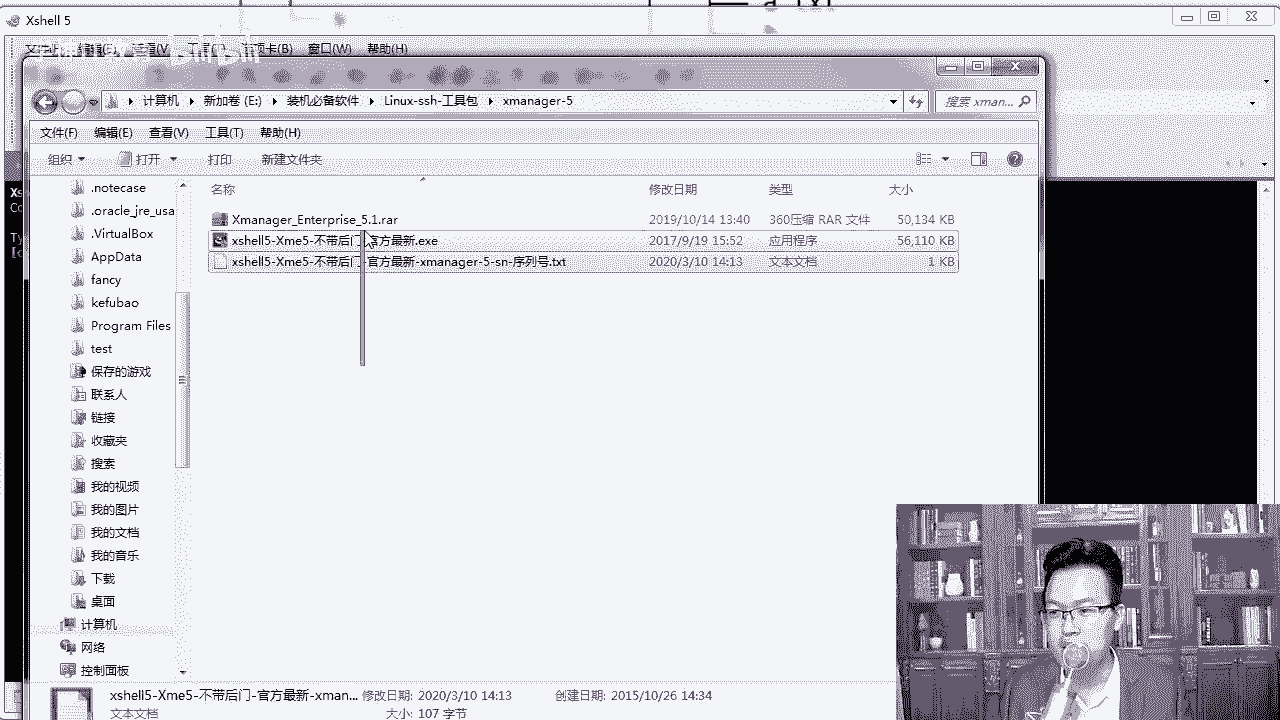 Xshell 5
窗口(W) 帮助(H)
计算机 新加卷 (E:) 装机必备软件 Linux-ssh-工具包 xmanager-5
搜索 xman...
文件(F) 编辑(E) 查看(V) 工具(T) 帮助(H)
组织 打开 打印 新建文件夹
名称 修改日期 类型 大小
.notecase
.oracle_jre_usa
.VirtualBox
AppData
fancy
kefubao
Program Files
test
保存的游戏
联系人
链接
收藏夹
搜索
我的视频
我的图片
我的文档
我的音乐
下载
桌面
计算机
网络
控制面板
Xmanager_Enterprise_5.1.rar 2019/10/14 13:40 360压缩 RAR 文件 50,134 KB
xshell5-Xme5-不带后门-官方最新.exe 2017/9/19 15:52 应用程序 56,110 KB
xshell5-Xme5-不带后门-官方最新-xmanager-5-sn-序列号.txt 2020/3/10 14:13 文本文档 1 KB
xshell5-Xme5-不带后门-官方最新-xman... 修改日期: 2020/3/10 14:13 创建日期: 2015/10/26 14:34
文本文档 大小: 107 字节